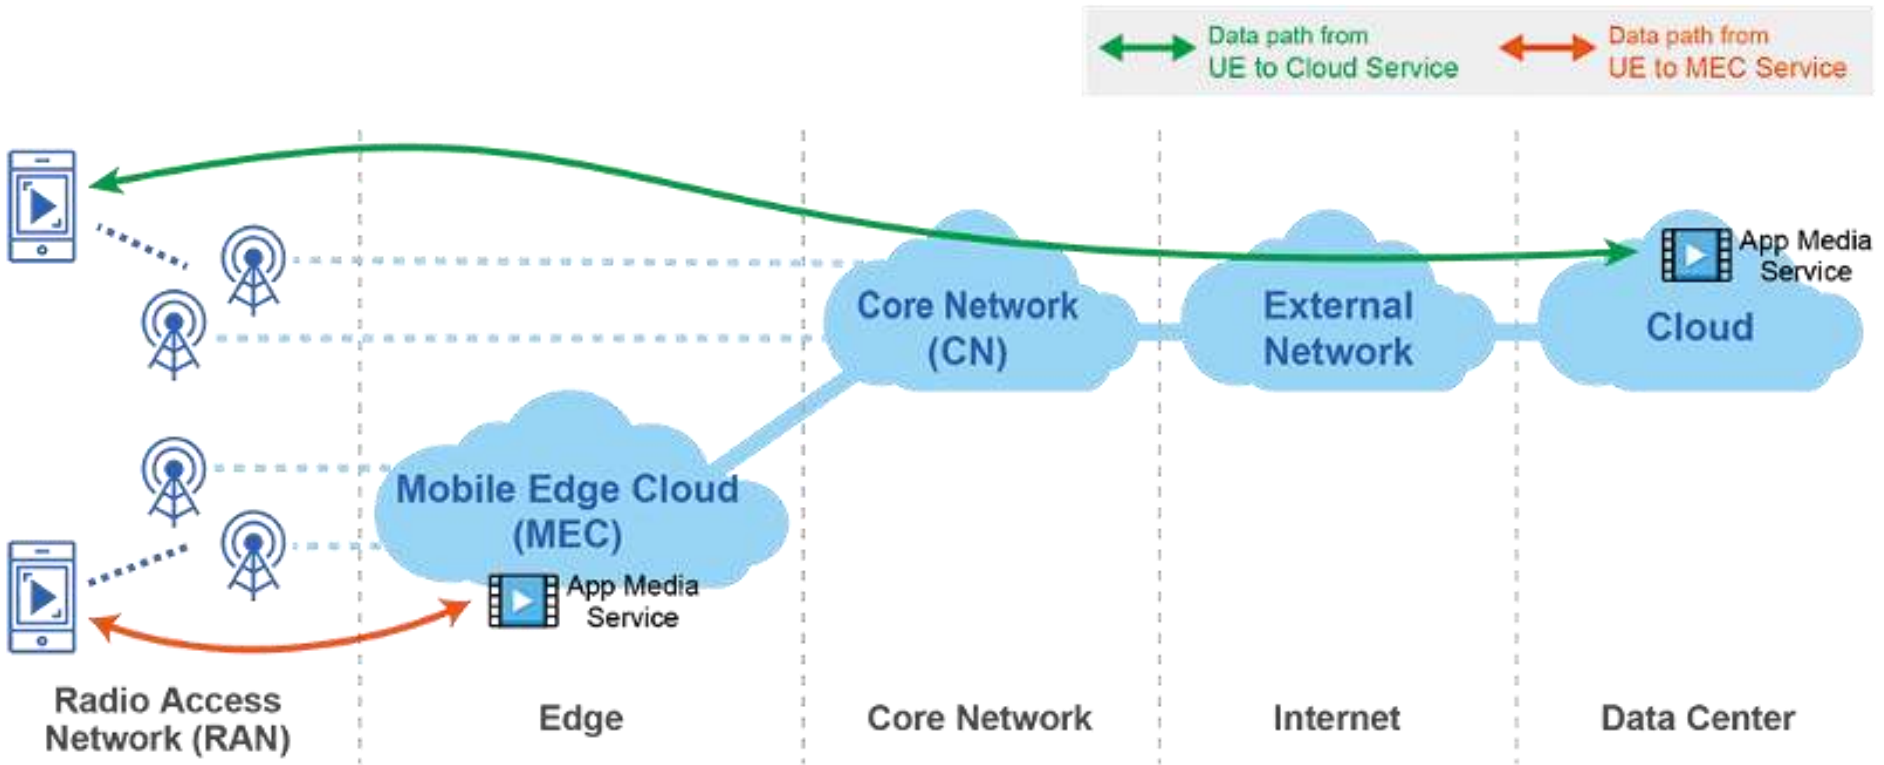 Data path from
UE to Cloud Service
Data path from
UE to MEC Service
App Media
Service
Core Network
(CN)
External
Network
Cloud
Mobile Edge Cloud
(MEC)
App Media
Service
Radio Access
Network (RAN)
Edge
Core Network
Internet
Data Center